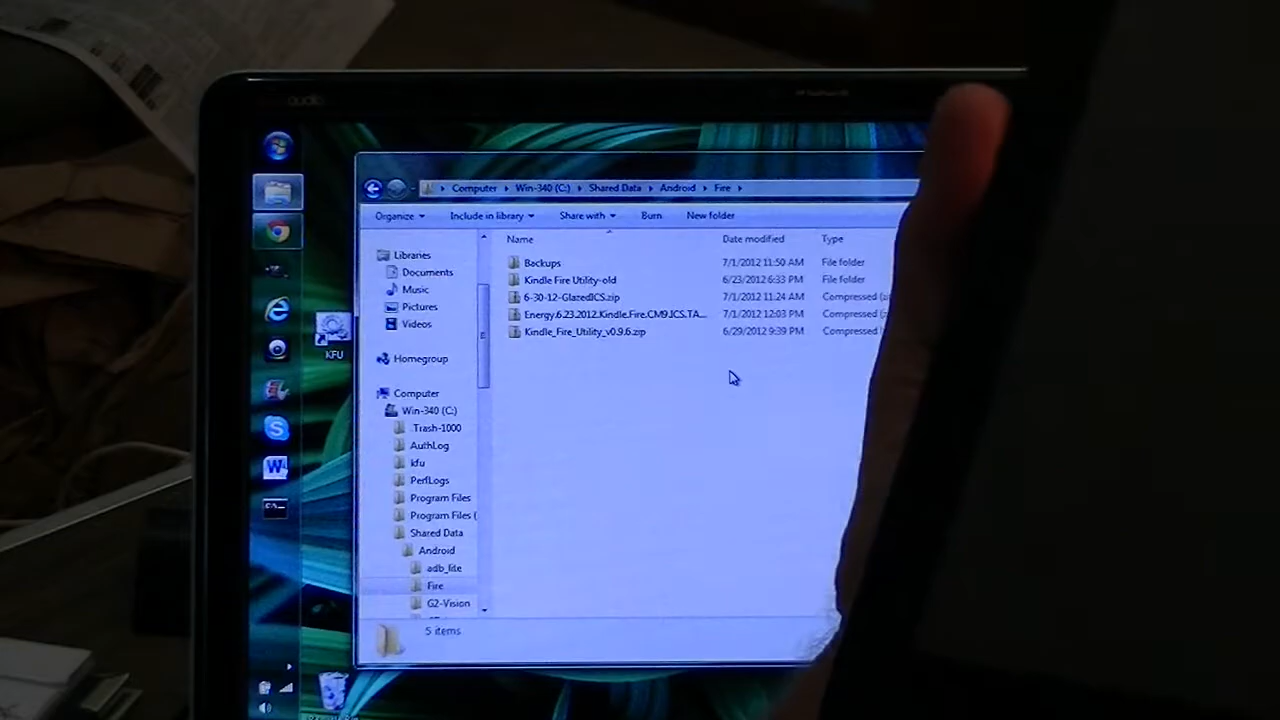 Computer Win-340 (C:) Shared Data Android Fire
Organize Include in library Share with Burn New folder
Name Date modified Type
Backups 7/1/2012 11:50 AM File folder
Kindle Fire Utility-old 6/23/2012 6:33 PM File folder
6-30-12-GlazedICS.zip 7/1/2012 11:24 AM Compressed (
Energy.6.23.2012.Kindle.Fire.CM9.ICS.TA... 7/1/2012 12:03 PM Compressed (
Kindle_Fire_Utility_v0.9.6.zip 6/29/2012 9:39 PM Compressed
Libraries
Documents
Music
Pictures
Videos
Homegroup
Computer
Win-340 (C:)
.Trash-1000
AuthLog
kfu
PerfLogs
Program Files
Program Files (
Shared Data
Android
adb_lite
Fire
G2-Vision
5 items
KFU